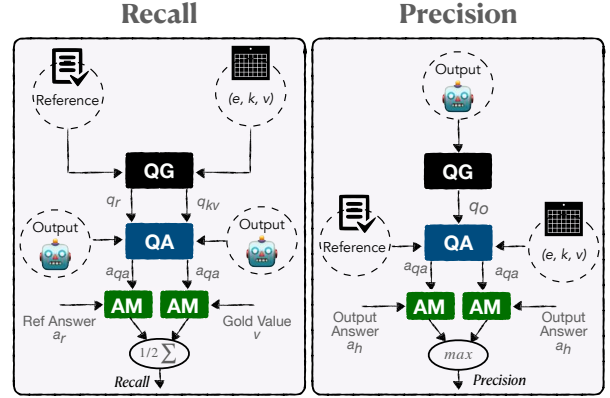 Recall
Reference
(e, k, v)
QG
q_r
q_kv
Output
QA
Output
a_qa
a_qa
AM
AM
Ref Answer
a_r
Gold Value
v
1/2 ∑
Recall
Precision
Output
QG
q_o
Reference
QA
(e, k, v)
a_qa
a_qa
AM
AM
Output
Answer
a_h
Output
Answer
a_h
max
Precision